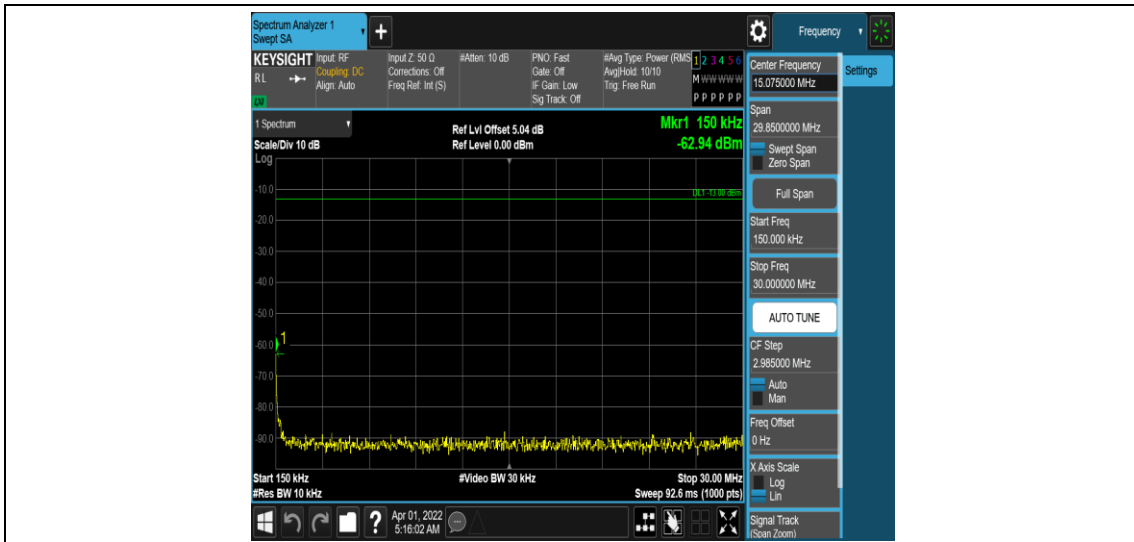 Spectrum Analyzer 1
Swept SA
Frequency
KEYSIGHT
RL
LXI
Input: RF
Coupling: DC
Align: Auto
Input Z: 50 Ω
Corrections: Off
Freq Ref: Int (S)
#Atten: 10 dB
PNO: Fast
Gate: Off
IF Gain: Low
Sig Track: Off
#Avg Type: Power (RMS
Avg|Hold: 10/10
Trig: Free Run
1 2 3 4 5 6
M W W W W W
P P P P P P
1 Spectrum
Scale/Div 10 dB
Log
Ref Lvl Offset 5.04 dB
Ref Level 0.00 dBm
Mkr1 150 kHz
-62.94 dBm
DL1 -13.00 dBm
-10.0
-20.0
-30.0
-40.0
-50.0
-60.0
-70.0
-80.0
-90.0
1
Start 150 kHz
#Res BW 10 kHz
#Video BW 30 kHz
Stop 30.00 MHz
Sweep 92.6 ms (1000 pts)
?
Apr 01, 2022
5:16:02 AM
Center Frequency
15.075000 MHz
Settings
Span
29.8500000 MHz
Swept Span
Zero Span
Full Span
Start Freq
150.000 kHz
Stop Freq
30.000000 MHz
AUTO TUNE
CF Step
2.985000 MHz
Auto
Man
Freq Offset
0 Hz
X Axis Scale
Log
Lin
Signal Track
(Span Zoom)